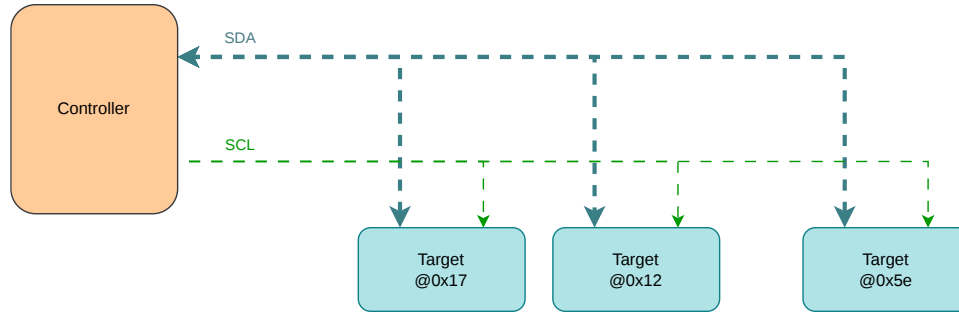 SDA
Controller
SCL
Target
@0x17
Target
@0x12
Target
@0x5e